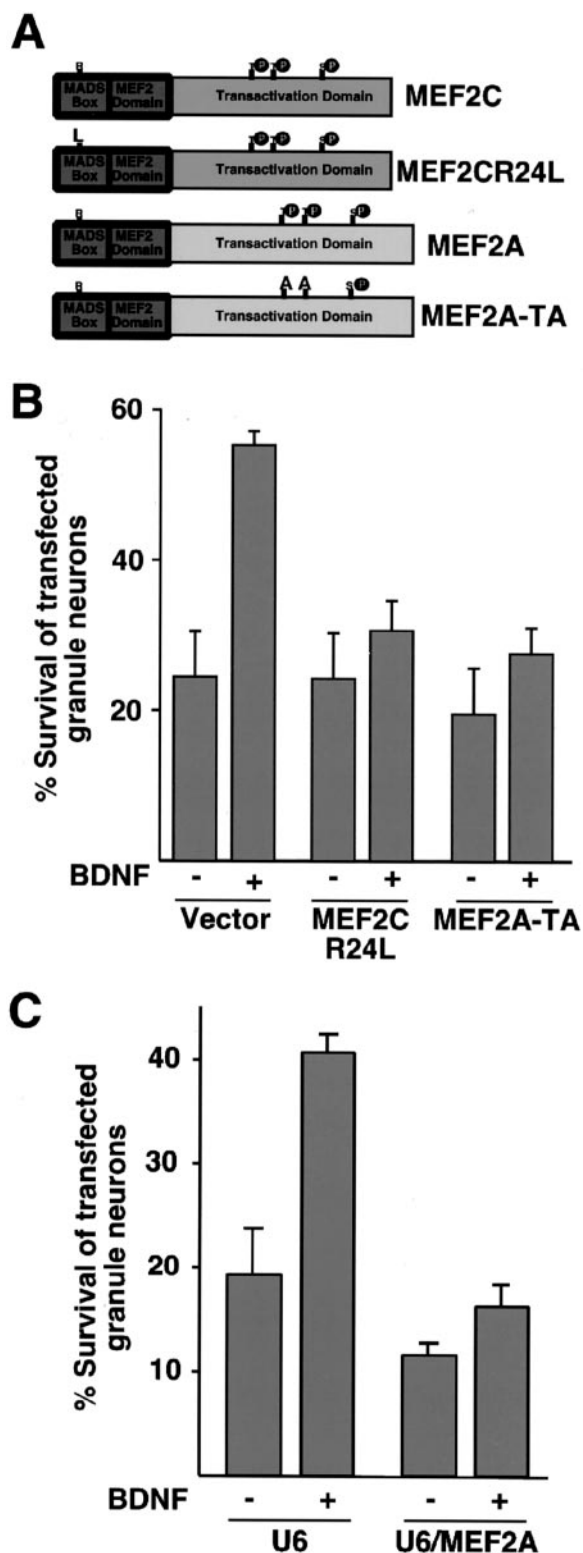 A
R
T P T P S P
MADS Box MEF2 Domain Transactivation Domain MEF2C
L
T P T P S P
MADS Box MEF2 Domain Transactivation Domain MEF2CR24L
R
T P T P S P
MADS Box MEF2 Domain Transactivation Domain MEF2A
R
A A S P
MADS Box MEF2 Domain Transactivation Domain MEF2A-TA
B
% Survival of transfected
granule neurons
60
40
20
BDNF - + - + - +
Vector MEF2C R24L MEF2A-TA
C
% Survival of transfected
granule neurons
40
30
20
10
BDNF - + - +
U6 U6/MEF2A